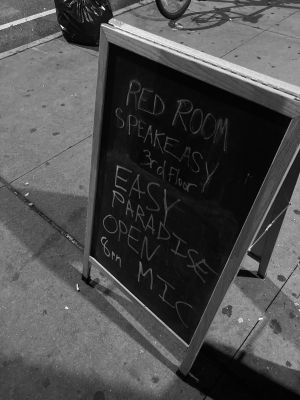 RED ROOM
SPEAKEASY
3rd Floor
EASY
PARADISE
OPEN
8pm MIC